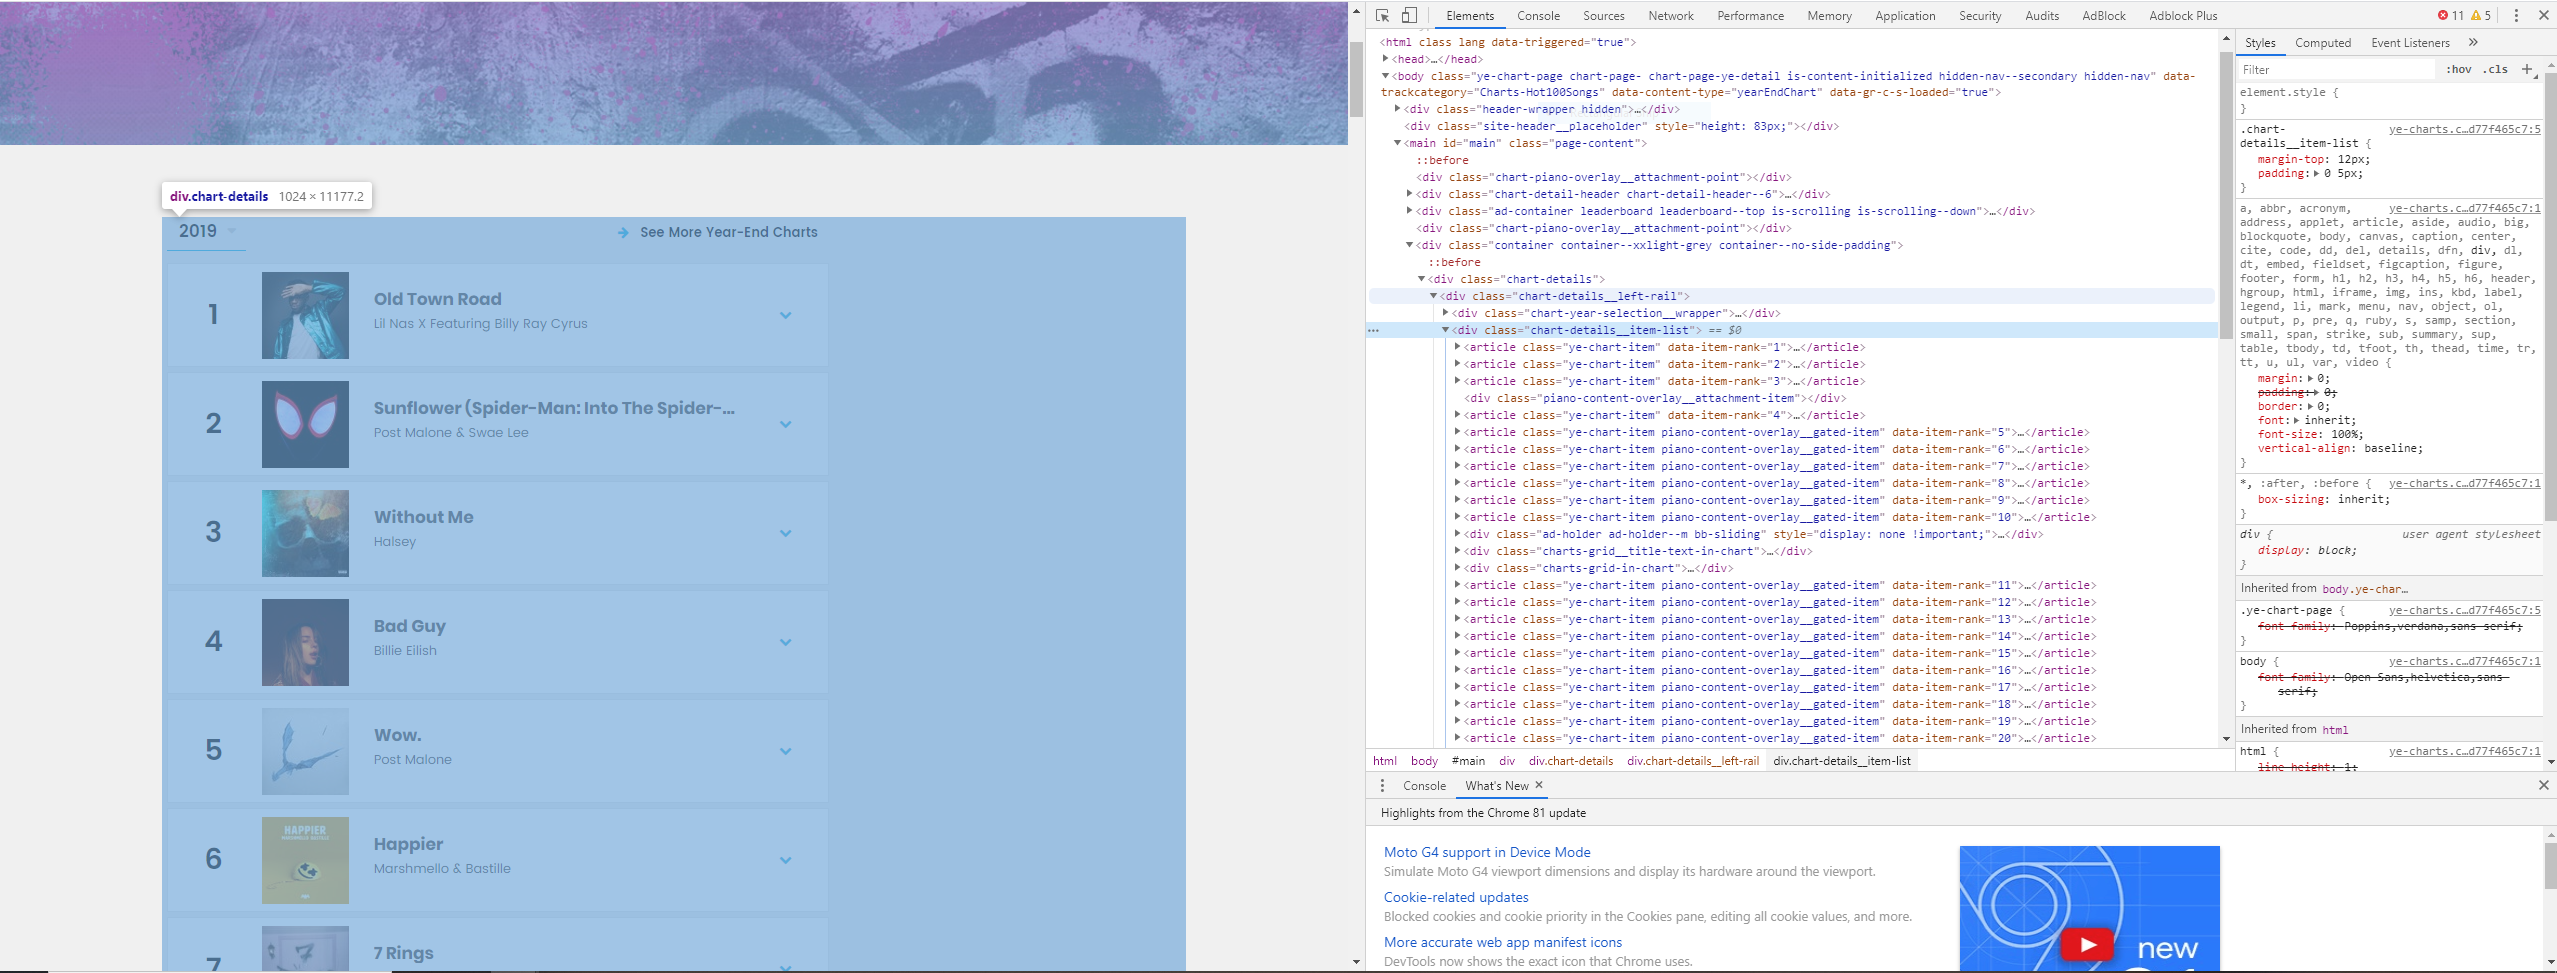 div.chart-details 1024 × 11177.2
2019
See More Year-End Charts
1
Old Town Road
Lil Nas X Featuring Billy Ray Cyrus
2
Sunflower (Spider-Man: Into The Spider-...
Post Malone & Swae Lee
3
Without Me
Halsey
4
Bad Guy
Billie Eilish
5
Wow.
Post Malone
6
HAPPIER
Happier
Marshmello & Bastille
7
7 Rings
Elements Console Sources Network Performance Memory Application Security Audits AdBlock Adblock Plus 11 5
<html class lang data-triggered="true">
<head>…</head>
<body class="ye-chart-page chart-page- chart-page-ye-detail is-content-initialized hidden-nav--secondary hidden-nav" data-
trackcategory="Charts-Hot100Songs" data-content-type="yearEndChart" data-gr-c-s-loaded="true">
<div class="header-wrapper hidden">…</div>
<div class="site-header__placeholder" style="height: 83px;"></div>
<main id="main" class="page-content">
::before
<div class="chart-piano-overlay__attachment-point"></div>
<div class="chart-detail-header chart-detail-header--6">…</div>
<div class="ad-container leaderboard leaderboard--top is-scrolling is-scrolling--down">…</div>
<div class="chart-piano-overlay__attachment-point"></div>
<div class="container container--xxlight-grey container--no-side-padding">
::before
<div class="chart-details">
<div class="chart-details__left-rail">
<div class="chart-year-selection__wrapper">…</div>
<div class="chart-details__item-list"> == $0
<article class="ye-chart-item" data-item-rank="1">…</article>
<article class="ye-chart-item" data-item-rank="2">…</article>
<article class="ye-chart-item" data-item-rank="3">…</article>
<div class="piano-content-overlay__attachment-item"></div>
<article class="ye-chart-item" data-item-rank="4">…</article>
<article class="ye-chart-item piano-content-overlay__gated-item" data-item-rank="5">…</article>
<article class="ye-chart-item piano-content-overlay__gated-item" data-item-rank="6">…</article>
<article class="ye-chart-item piano-content-overlay__gated-item" data-item-rank="7">…</article>
<article class="ye-chart-item piano-content-overlay__gated-item" data-item-rank="8">…</article>
<article class="ye-chart-item piano-content-overlay__gated-item" data-item-rank="9">…</article>
<article class="ye-chart-item piano-content-overlay__gated-item" data-item-rank="10">…</article>
<div class="ad-holder ad-holder--m bb-sliding" style="display: none !important;">…</div>
<div class="charts-grid__title-text-in-chart">…</div>
<div class="charts-grid-in-chart">…</div>
<article class="ye-chart-item piano-content-overlay__gated-item" data-item-rank="11">…</article>
<article class="ye-chart-item piano-content-overlay__gated-item" data-item-rank="12">…</article>
<article class="ye-chart-item piano-content-overlay__gated-item" data-item-rank="13">…</article>
<article class="ye-chart-item piano-content-overlay__gated-item" data-item-rank="14">…</article>
<article class="ye-chart-item piano-content-overlay__gated-item" data-item-rank="15">…</article>
<article class="ye-chart-item piano-content-overlay__gated-item" data-item-rank="16">…</article>
<article class="ye-chart-item piano-content-overlay__gated-item" data-item-rank="17">…</article>
<article class="ye-chart-item piano-content-overlay__gated-item" data-item-rank="18">…</article>
<article class="ye-chart-item piano-content-overlay__gated-item" data-item-rank="19">…</article>
<article class="ye-chart-item piano-content-overlay__gated-item" data-item-rank="20">…</article>
html body #main div div.chart-details div.chart-details__left-rail div.chart-details__item-list
Styles Computed Event Listeners
Filter :hov .cls +
element.style {
}
.chart- ye-charts.c…d77f465c7:5
details__item-list {
margin-top: 12px;
padding: 0 5px;
}
a, abbr, acronym, ye-charts.c…d77f465c7:1
address, applet, article, aside, audio, big,
blockquote, body, canvas, caption, center,
cite, code, dd, del, details, dfn, div, dl,
dt, embed, fieldset, figcaption, figure,
footer, form, h1, h2, h3, h4, h5, h6, header,
hgroup, html, iframe, img, ins, kbd, label,
legend, li, mark, menu, nav, object, ol,
output, p, pre, q, ruby, s, samp, section,
small, span, strike, sub, summary, sup,
table, tbody, td, tfoot, th, thead, time, tr,
tt, u, ul, var, video {
margin: 0;
padding: 0;
border: 0;
font: inherit;
font-size: 100%;
vertical-align: baseline;
}
*, :after, :before { ye-charts.c…d77f465c7:1
box-sizing: inherit;
}
div { user agent stylesheet
display: block;
}
Inherited from body.ye-char…
.ye-chart-page { ye-charts.c…d77f465c7:5
font-family: Poppins,verdana,sans-serif;
}
body { ye-charts.c…d77f465c7:1
font-family: Open Sans,helvetica,sans-
serif;
}
Inherited from html
html { ye-charts.c…d77f465c7:1
line-height: 1;
Console What's New
Highlights from the Chrome 81 update
Moto G4 support in Device Mode
Simulate Moto G4 viewport dimensions and display its hardware around the viewport.
Cookie-related updates
Blocked cookies and cookie priority in the Cookies pane, editing all cookie values, and more.
More accurate web app manifest icons
DevTools now shows the exact icon that Chrome uses.
new